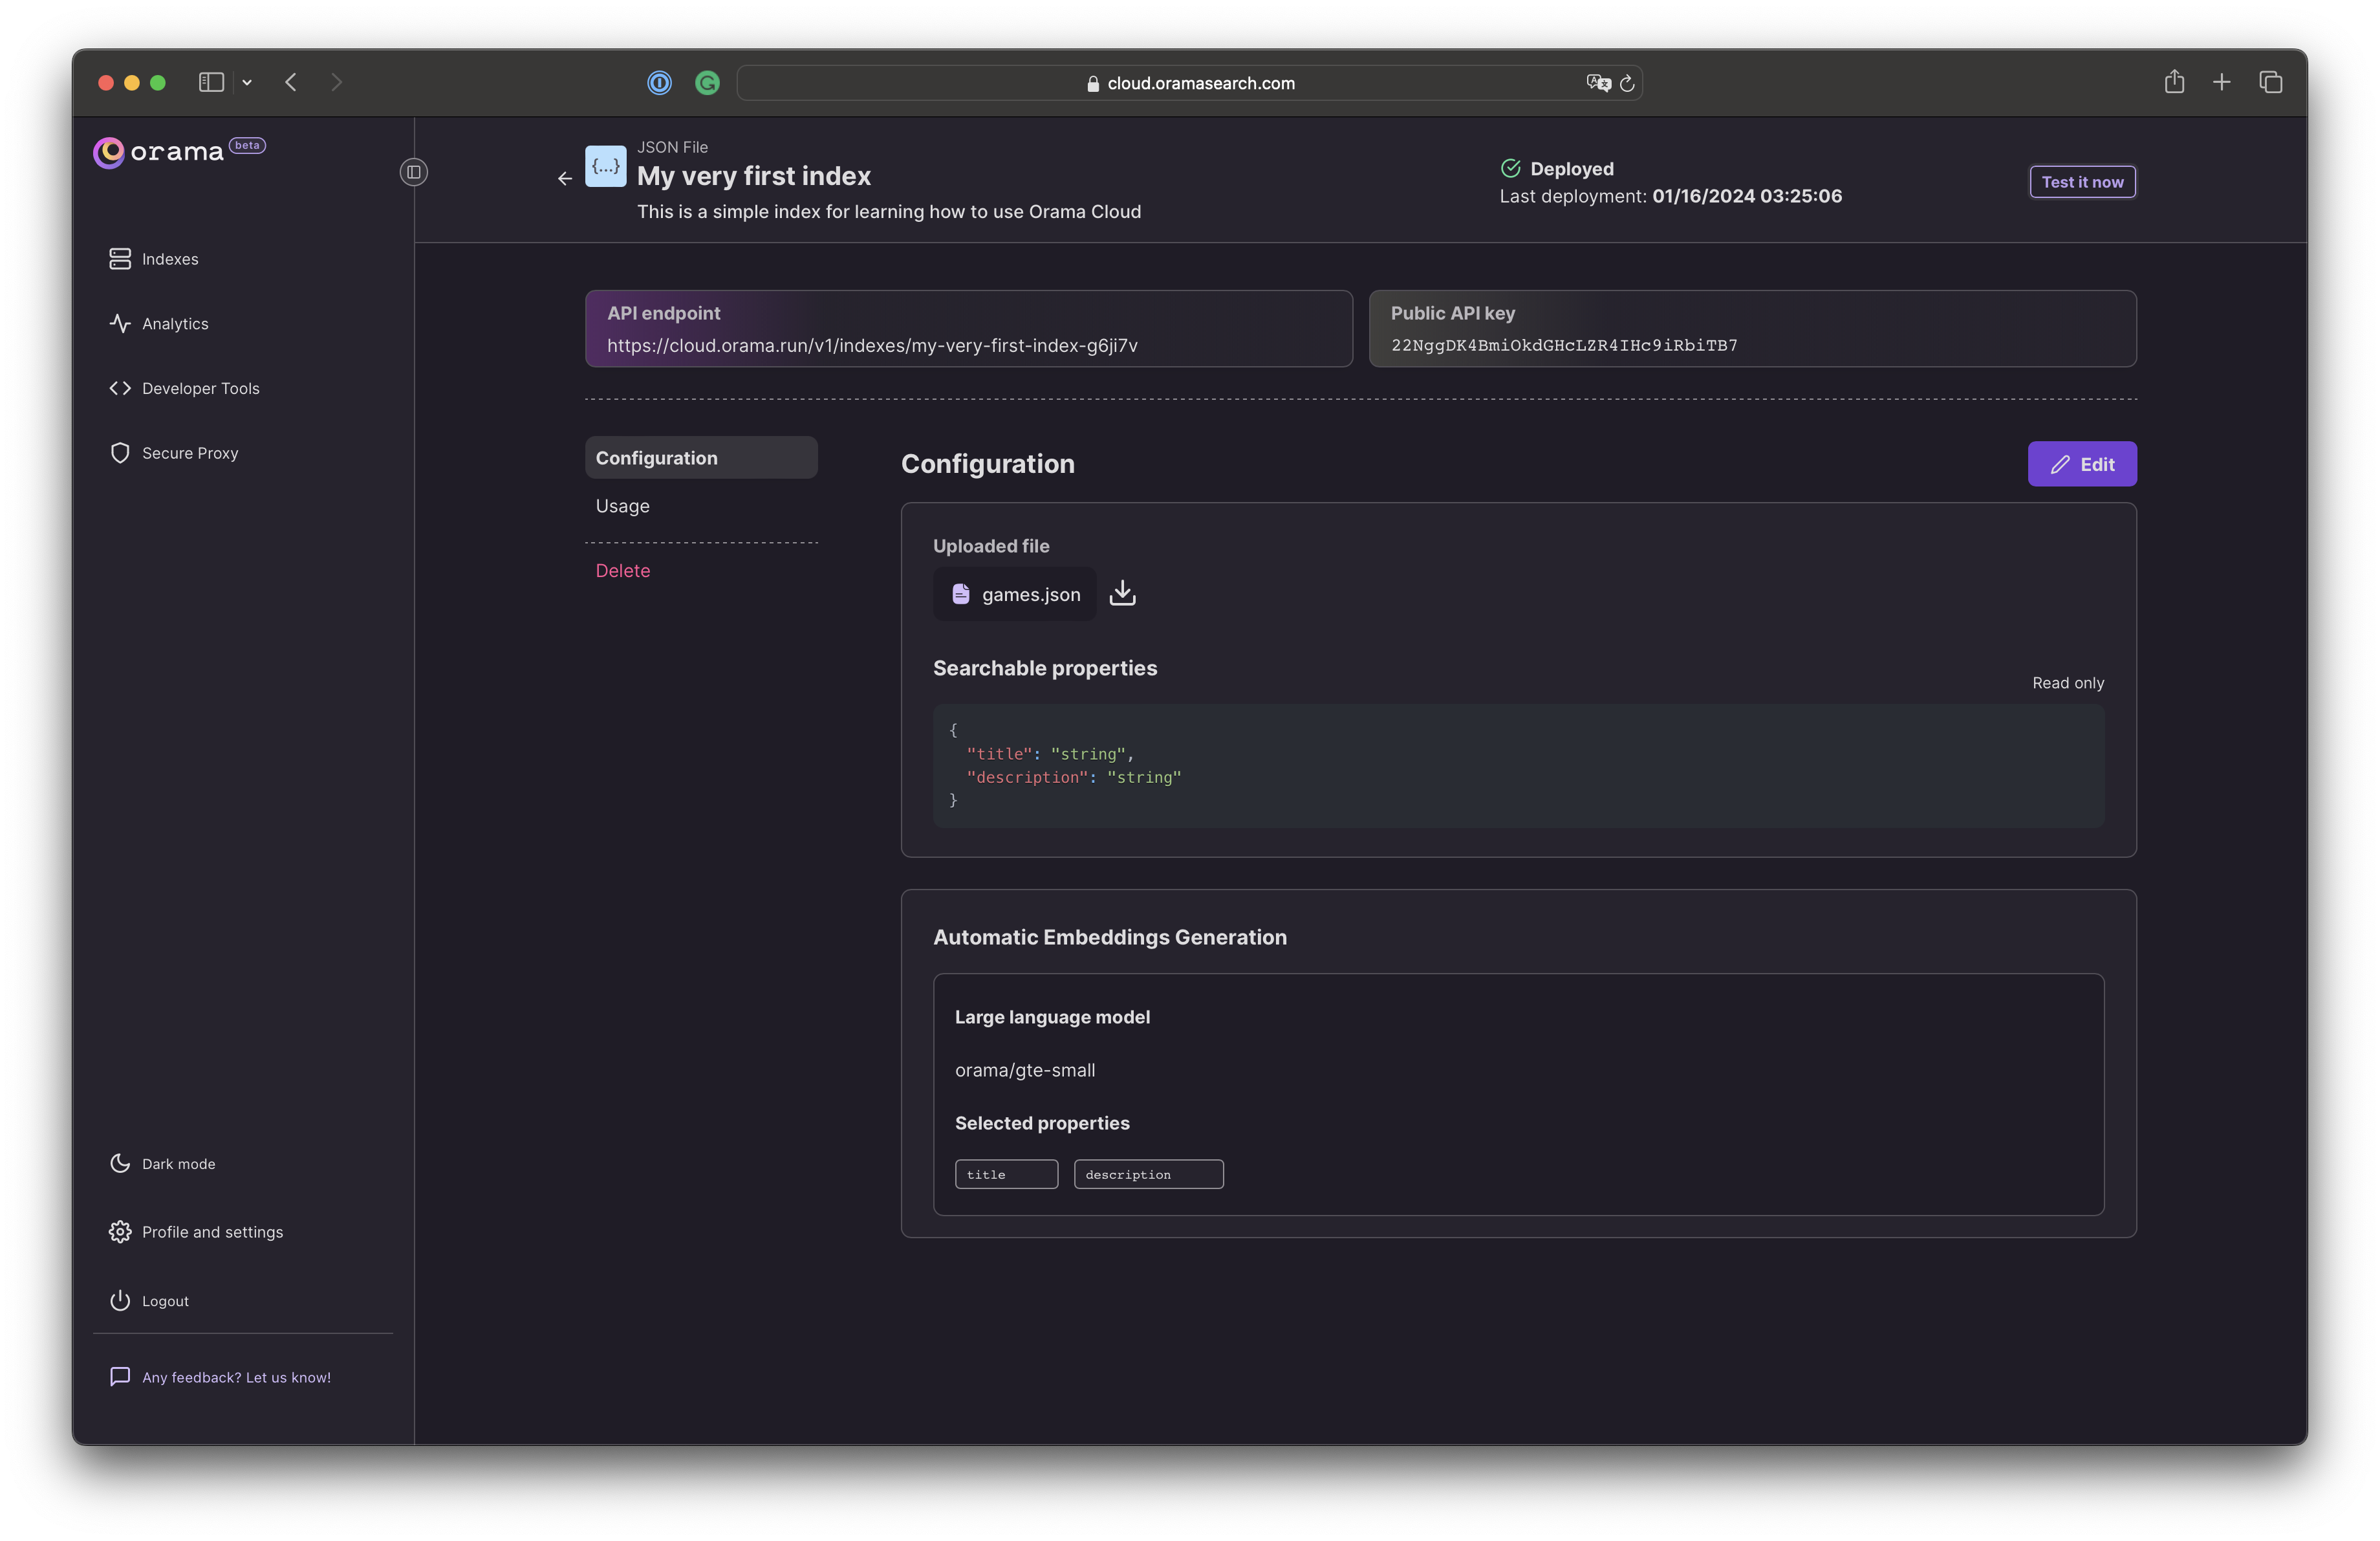 cloud.oramasearch.com
orama beta
Indexes
Analytics
Developer Tools
Secure Proxy
Dark mode
Profile and settings
Logout
Any feedback? Let us know!
{...}
JSON File
My very first index
This is a simple index for learning how to use Orama Cloud
Deployed
Last deployment: 01/16/2024 03:25:06
Test it now
API endpoint
https://cloud.orama.run/v1/indexes/my-very-first-index-g6ji7v
Public API key
22NggDK4BmiOkdGHcLZR4IHc9iRbiTB7
Configuration
Usage
Delete
Configuration
Edit
Uploaded file
games.json
Searchable properties
Read only
{
"title": "string",
"description": "string"
}
Automatic Embeddings Generation
Large language model
orama/gte-small
Selected properties
title description